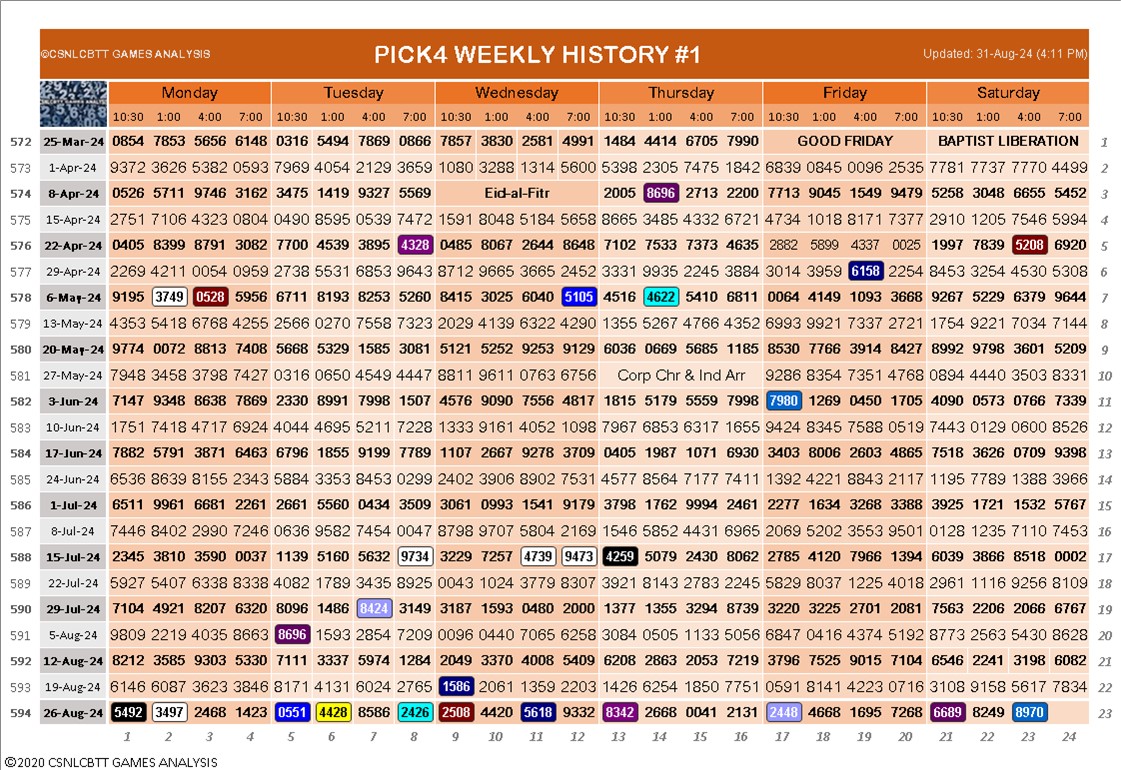 ©CSNLCBTT GAMES ANALYSIS PICK4 WEEKLY HISTORY #1 Updated: 31-Aug-24 (4:11 PM)
Monday Tuesday Wednesday Thursday Friday Saturday
10:30 1:00 4:00 7:00 10:30 1:00 4:00 7:00 10:30 1:00 4:00 7:00 10:30 1:00 4:00 7:00 10:30 1:00 4:00 7:00 10:30 1:00 4:00 7:00
572 25-Mar-24 0854 7853 5656 6148 0316 5494 7869 0866 7857 3830 2581 4991 1484 4414 6705 7990 GOOD FRIDAY BAPTIST LIBERATION 1
573 1-Apr-24 9372 3626 5382 0593 7969 4054 2129 3659 1080 3288 1314 5600 5398 2305 7475 1842 6839 0845 0096 2535 7781 7737 7770 4499 2
574 8-Apr-24 0526 5711 9746 3162 3475 1419 9327 5569 Eid-al-Fitr 2005 8696 2713 2200 7713 9045 1549 9479 5258 3048 6655 5452 3
575 15-Apr-24 2751 7106 4323 0804 0490 8595 0539 7472 1591 8048 5184 5658 8665 3485 4332 6721 4734 1018 8171 7377 2910 1205 7546 5994 4
576 22-Apr-24 0405 8399 8791 3082 7700 4539 3895 4328 0485 8067 2644 8648 7102 7533 7373 4635 2882 5899 4337 0025 1997 7839 5208 6920 5
577 29-Apr-24 2269 4211 0054 0959 2738 5531 6853 9643 8712 9665 3665 2452 3331 9935 2245 3884 3014 3959 6158 2254 8453 3254 4530 5308 6
578 6-May-24 9195 3749 0528 5956 6711 8193 8253 5260 8415 3025 6040 5105 4516 4622 5410 6811 0064 4149 1093 3668 9267 5229 6379 9644 7
579 13-May-24 4353 5418 6768 4255 2566 0270 7558 7323 2029 4139 6322 4290 1355 5267 4766 4352 6993 9921 7337 2721 1754 9221 7034 7144 8
580 20-May-24 9774 0072 8813 7408 5668 5329 1585 3081 5121 5252 9253 9129 6036 0669 5685 1185 8530 7766 3914 8427 8992 9798 3601 5209 9
581 27-May-24 7948 3458 3798 7427 0316 0650 4549 4447 8811 9611 0763 6756 Corp Chr & Ind Arr 9286 8354 7351 4768 0894 4440 3503 8331 10
582 3-Jun-24 7147 9348 8638 7869 2330 8991 7998 1507 4576 9090 7556 4817 1815 5179 5559 7998 7980 1269 0450 1705 4090 0573 0766 7339 11
583 10-Jun-24 1751 7418 4717 6924 4044 4695 5211 7228 1333 9161 4052 1098 7967 6853 6317 1655 9424 8345 7588 0519 7443 0129 0600 8526 12
584 17-Jun-24 7882 5791 3871 6463 6796 1855 9199 7789 1107 2667 9278 3709 0405 1987 1071 6930 3403 8006 2603 4865 7518 3626 0709 9398 13
585 24-Jun-24 6536 8639 8155 2343 5884 3353 8453 0299 2402 3906 8902 7531 4577 8564 7177 7411 1392 4221 8843 2117 1195 7789 1388 3966 14
586 1-Jul-24 6511 9961 6681 2261 2661 5560 0434 3509 3061 0993 1541 9179 3798 1762 9994 2461 2277 1634 3268 3388 3925 1721 1532 5767 15
587 8-Jul-24 7446 8402 2990 7246 0636 9582 7454 0047 8798 9707 5804 2169 1546 5852 4431 6965 2069 5202 3553 9501 0128 1235 7110 7453 16
588 15-Jul-24 2345 3810 3590 0037 1139 5160 5632 9734 3229 7257 4739 9473 4259 5079 2430 8062 2785 4120 7966 1394 6039 3866 8518 0002 17
589 22-Jul-24 5927 5407 6338 8338 4082 1789 3435 8925 0043 1024 3779 8307 3921 8143 2783 2245 5829 8037 1225 4018 2961 1116 9256 8109 18
590 29-Jul-24 7104 4921 8207 6320 8096 1486 8424 3149 3187 1593 0480 2000 1377 1355 3294 8739 3220 3225 2701 2081 7563 2206 2066 6767 19
591 5-Aug-24 9809 2219 4035 8663 8696 1593 2854 7209 0096 0440 7065 6258 3084 0505 1133 5056 6847 0416 4374 5192 8773 2563 5430 8628 20
592 12-Aug-24 8212 3585 9303 5330 7111 3337 5974 1284 2049 3370 4008 5409 6208 2863 2053 7219 3796 7525 9015 7104 6546 2241 3198 6082 21
593 19-Aug-24 6146 6087 3623 3846 8171 4131 6024 2765 1586 2061 1359 2203 1426 6254 1850 7751 0591 8141 4223 0716 3108 9158 5617 7834 22
594 26-Aug-24 5492 3497 2468 1423 0551 4428 8586 2426 2508 4420 5618 9332 8342 2668 0041 2131 2448 4668 1695 7268 6689 8249 8970 23
1 2 3 4 5 6 7 8 9 10 11 12 13 14 15 16 17 18 19 20 21 22 23 24
©2020 CSNLCBTT GAMES ANALYSIS